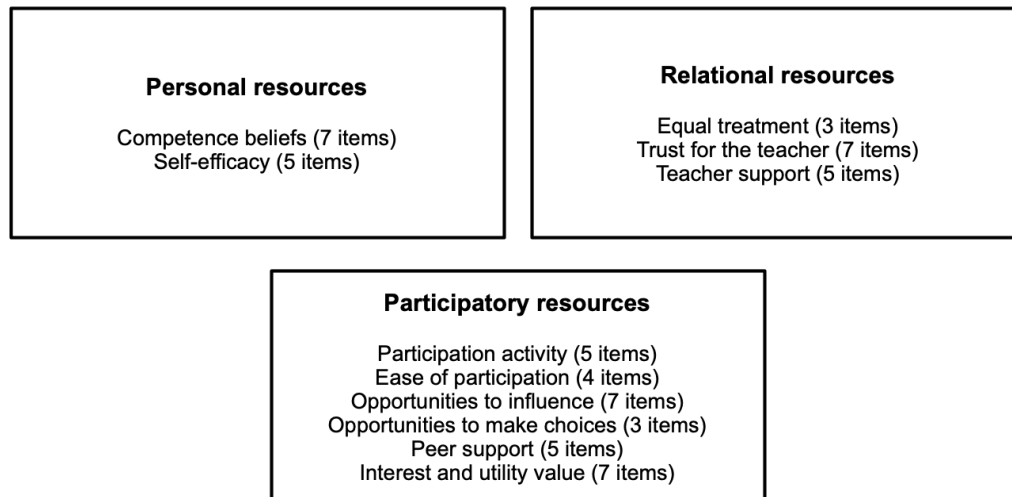 Personal resources
Competence beliefs (7 items)
Self-efficacy (5 items)
Relational resources
Equal treatment (3 items)
Trust for the teacher (7 items)
Teacher support (5 items)
Participatory resources
Participation activity (5 items)
Ease of participation (4 items)
Opportunities to influence (7 items)
Opportunities to make choices (3 items)
Peer support (5 items)
Interest and utility value (7 items)